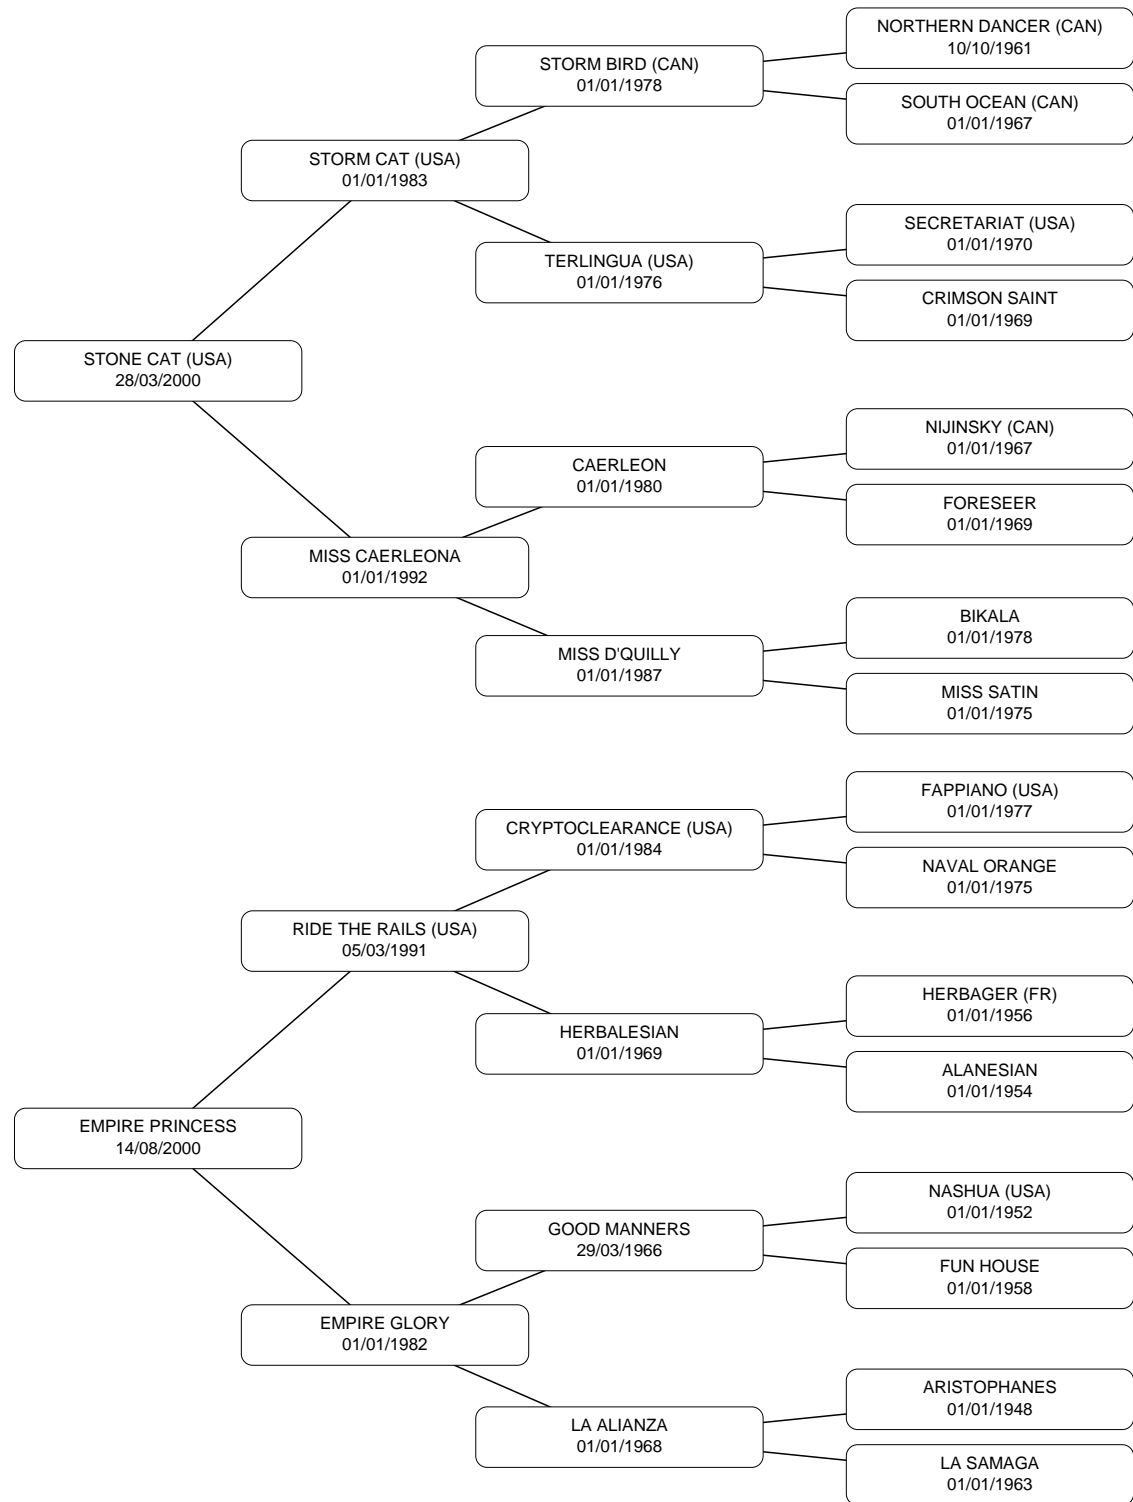 NORTHERN DANCER (CAN)
10/10/1961
STORM BIRD (CAN)
01/01/1978
SOUTH OCEAN (CAN)
01/01/1967
STORM CAT (USA)
01/01/1983
SECRETARIAT (USA)
01/01/1970
TERLINGUA (USA)
01/01/1976
CRIMSON SAINT
01/01/1969
STONE CAT (USA)
28/03/2000
NIJINSKY (CAN)
01/01/1967
CAERLEON
01/01/1980
FORESEER
01/01/1969
MISS CAERLEONA
01/01/1992
BIKALA
01/01/1978
MISS D'QUILLY
01/01/1987
MISS SATIN
01/01/1975
FAPPIANO (USA)
01/01/1977
CRYPTOCLEARANCE (USA)
01/01/1984
NAVAL ORANGE
01/01/1975
RIDE THE RAILS (USA)
05/03/1991
HERBAGER (FR)
01/01/1956
HERBALESIAN
01/01/1969
ALANESIAN
01/01/1954
EMPIRE PRINCESS
14/08/2000
NASHUA (USA)
01/01/1952
GOOD MANNERS
29/03/1966
FUN HOUSE
01/01/1958
EMPIRE GLORY
01/01/1982
ARISTOPHANES
01/01/1948
LA ALIANZA
01/01/1968
LA SAMAGA
01/01/1963